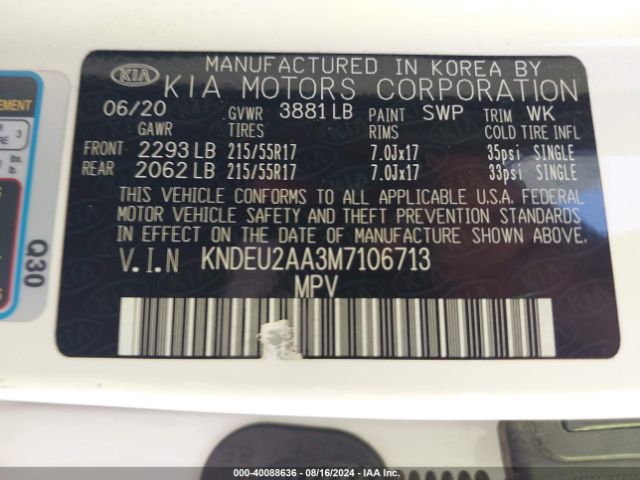 MANUFACTURED IN KOREA BY
KIA KIA MOTORS CORPORATION
06/20 GVWR 3881 LB PAINT SWP TRIM WK
GAWR TIRES RIMS COLD TIRE INFL
FRONT 2293 LB 215/55R17 7.0Jx17 35psi SINGLE
REAR 2062 LB 215/55R17 7.0Jx17 33psi SINGLE
THIS VEHICLE CONFORMS TO ALL APPLICABLE U.S.A. FEDERAL
MOTOR VEHICLE SAFETY AND THEFT PREVENTION STANDARDS
IN EFFECT ON THE DATE OF MANUFACTURE SHOWN ABOVE.
V.I.N KNDEU2AA3M7106713
MPV
Q30
000-40088636 - 08/16/2024 - IAA Inc.